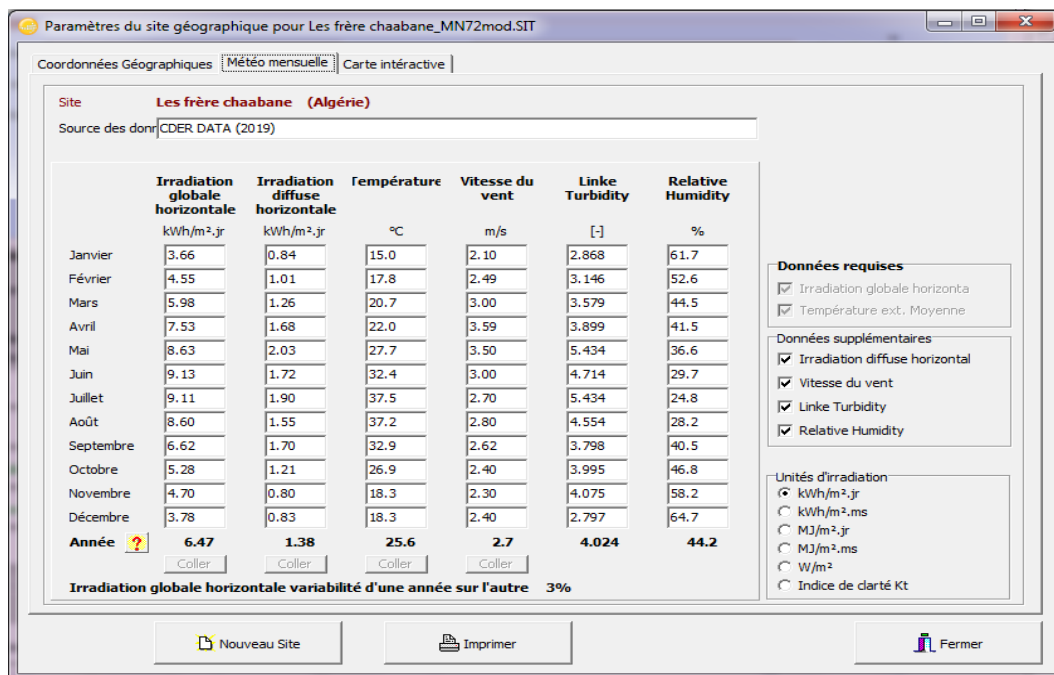 Paramètres du site géographique pour Les frère chaabane_MN72mod.SIT
Coordonnées Géographiques Météo mensuelle Carte intéractive
Site Les frère chaabane (Algérie)
Source des donr CDER DATA (2019)
Irradiation globale horizontale Irradiation diffuse horizontale Température Vitesse du vent Linke Turbidity Relative Humidity
kWh/m².jr kWh/m².jr °C m/s [-] %
Janvier 3.66 0.84 15.0 2.10 2.868 61.7
Février 4.55 1.01 17.8 2.49 3.146 52.6
Mars 5.98 1.26 20.7 3.00 3.579 44.5
Avril 7.53 1.68 22.0 3.59 3.899 41.5
Mai 8.63 2.03 27.7 3.50 5.434 36.6
Juin 9.13 1.72 32.4 3.00 4.714 29.7
Juillet 9.11 1.90 37.5 2.70 5.434 24.8
Août 8.60 1.55 37.2 2.80 4.554 28.2
Septembre 6.62 1.70 32.9 2.62 3.798 40.5
Octobre 5.28 1.21 26.9 2.40 3.995 46.8
Novembre 4.70 0.80 18.3 2.30 4.075 58.2
Décembre 3.78 0.83 18.3 2.40 2.797 64.7
Année ? 6.47 1.38 25.6 2.7 4.024 44.2
Coller Coller Coller Coller
Irradiation globale horizontale variabilité d'une année sur l'autre 3%
Données requises
Irradiation globale horizonta
Température ext. Moyenne
Données supplémentaires
Irradiation diffuse horizontal
Vitesse du vent
Linke Turbidity
Relative Humidity
Unités d'irradiation
kWh/m².jr
kWh/m².ms
MJ/m².jr
MJ/m².ms
W/m²
Indice de clarté Kt
Nouveau Site Imprimer Fermer